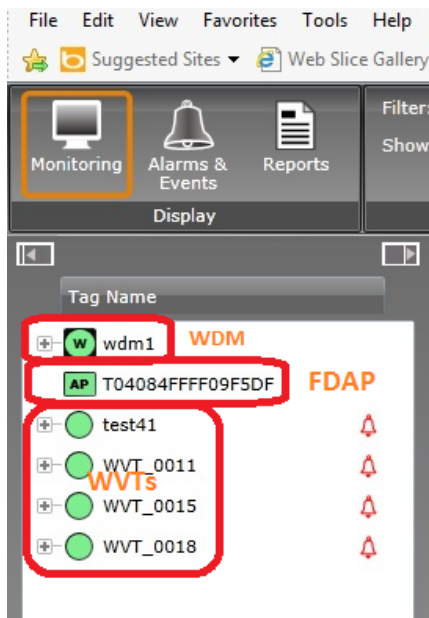 File Edit View Favorites Tools Help
Suggested Sites Web Slice Gallery
Monitoring Alarms & Events Reports
Filter:
Show
Display
Tag Name
W wdm1 WDM
AP T04084FFFF09F5DF FDAP
test41
WVT_0011
WVTs
WVT_0015
WVT_0018